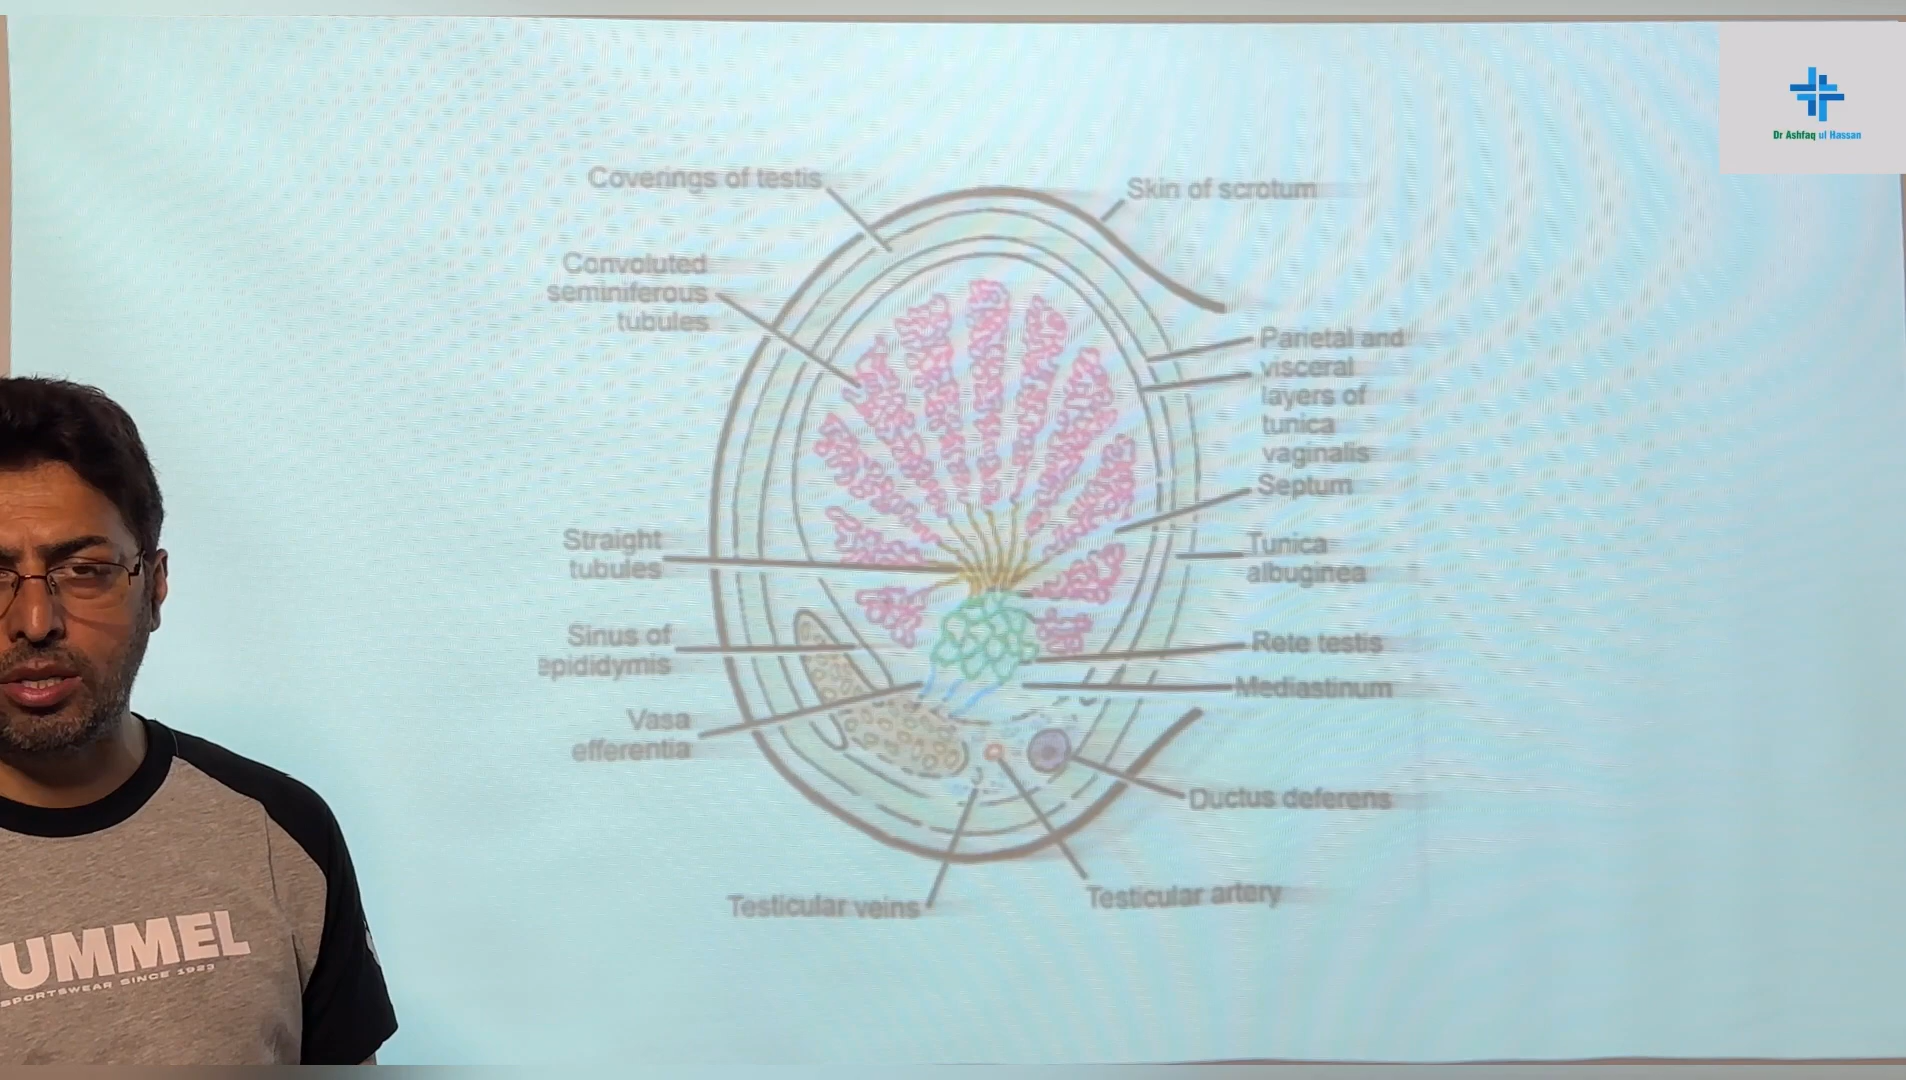 Dr Ashfaq ul Hassan
Coverings of testis
Skin of scrotum
Convoluted
seminiferous
tubules
Parietal and
visceral
layers of
tunica
vaginalis
Septum
Straight
tubules
Tunica
albuginea
Sinus of
epididymis
Rete testis
Mediastinum
Vasa
efferentia
Ductus deferens
Testicular veins
Testicular artery
UMMEL
SPORTSWEAR SINCE 1923